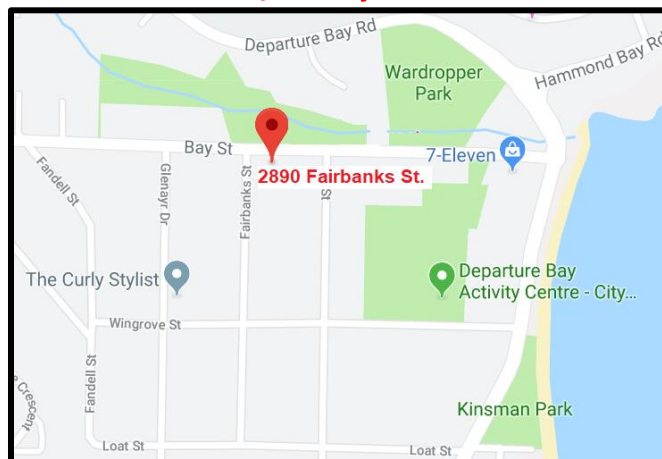 Departure Bay Rd
Hammond Bay Rd
Wardropper
Park
Bay St
7-Eleven
2890 Fairbanks St.
Fandell St
Glenayr Dr
Fairbanks St
St
The Curly Stylist
Departure Bay
Activity Centre - City...
Wingrove St
Crescent
Fandell St
Kinsman Park
Loat St
Loat St